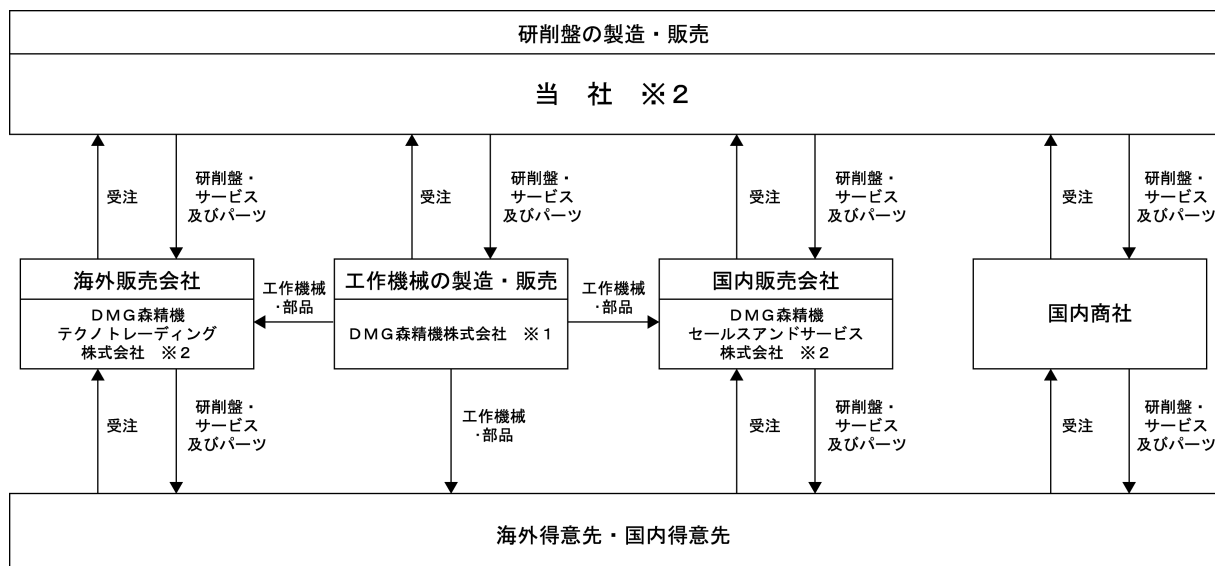 研削盤の製造・販売
当　社　※２
受注
研削盤・
サービス
及びパーツ
受注
研削盤・
サービス
及びパーツ
受注
研削盤・
サービス
及びパーツ
受注
研削盤・
サービス
及びパーツ
海外販売会社
ＤＭＧ森精機
テクノトレーディング
株式会社　※２
工作機械
・部品
工作機械の製造・販売
ＤＭＧ森精機株式会社　※１
工作機械
・部品
国内販売会社
ＤＭＧ森精機
セールスアンドサービス
株式会社　※２
国内商社
受注
研削盤・
サービス
及びパーツ
工作機械
・部品
受注
研削盤・
サービス
及びパーツ
受注
研削盤・
サービス
及びパーツ
海外得意先・国内得意先